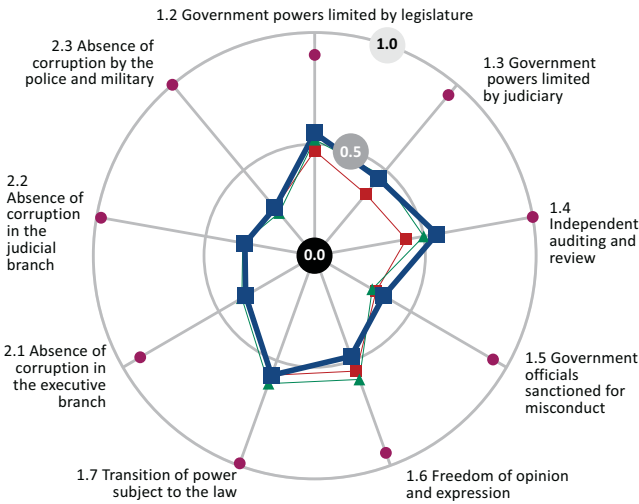 1.2 Government powers limited by legislature
1.0
2.3 Absence of
corruption by the
police and military
1.3 Government
powers limited
by judiciary
0.5
2.2
Absence of
corruption
in the
judicial
branch
1.4
Independent
auditing and
review
0.0
2.1 Absence of
corruption in
the executive
branch
1.5 Government
officials
sanctioned for
misconduct
1.7 Transition of power
subject to the law
1.6 Freedom of opinion
and expression